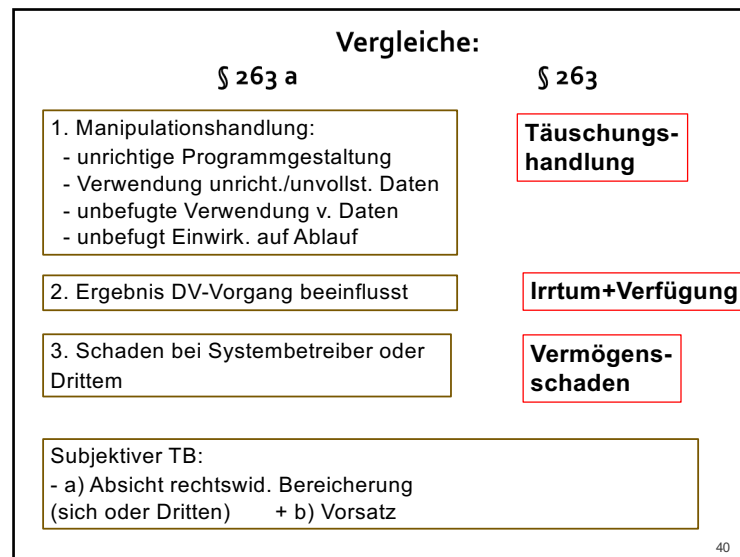 Vergleiche:
§ 263 a
§ 263
1. Manipulationshandlung:
- unrichtige Programmgestaltung
- Verwendung unricht./unvollst. Daten
- unbefugte Verwendung v. Daten
- unbefugt Einwirk. auf Ablauf
Täuschungs-
handlung
2. Ergebnis DV-Vorgang beeinflusst
Irrtum+Verfügung
3. Schaden bei Systembetreiber oder
Drittem
Vermögens-
schaden
Subjektiver TB:
- a) Absicht rechtswid. Bereicherung
(sich oder Dritten) + b) Vorsatz
40